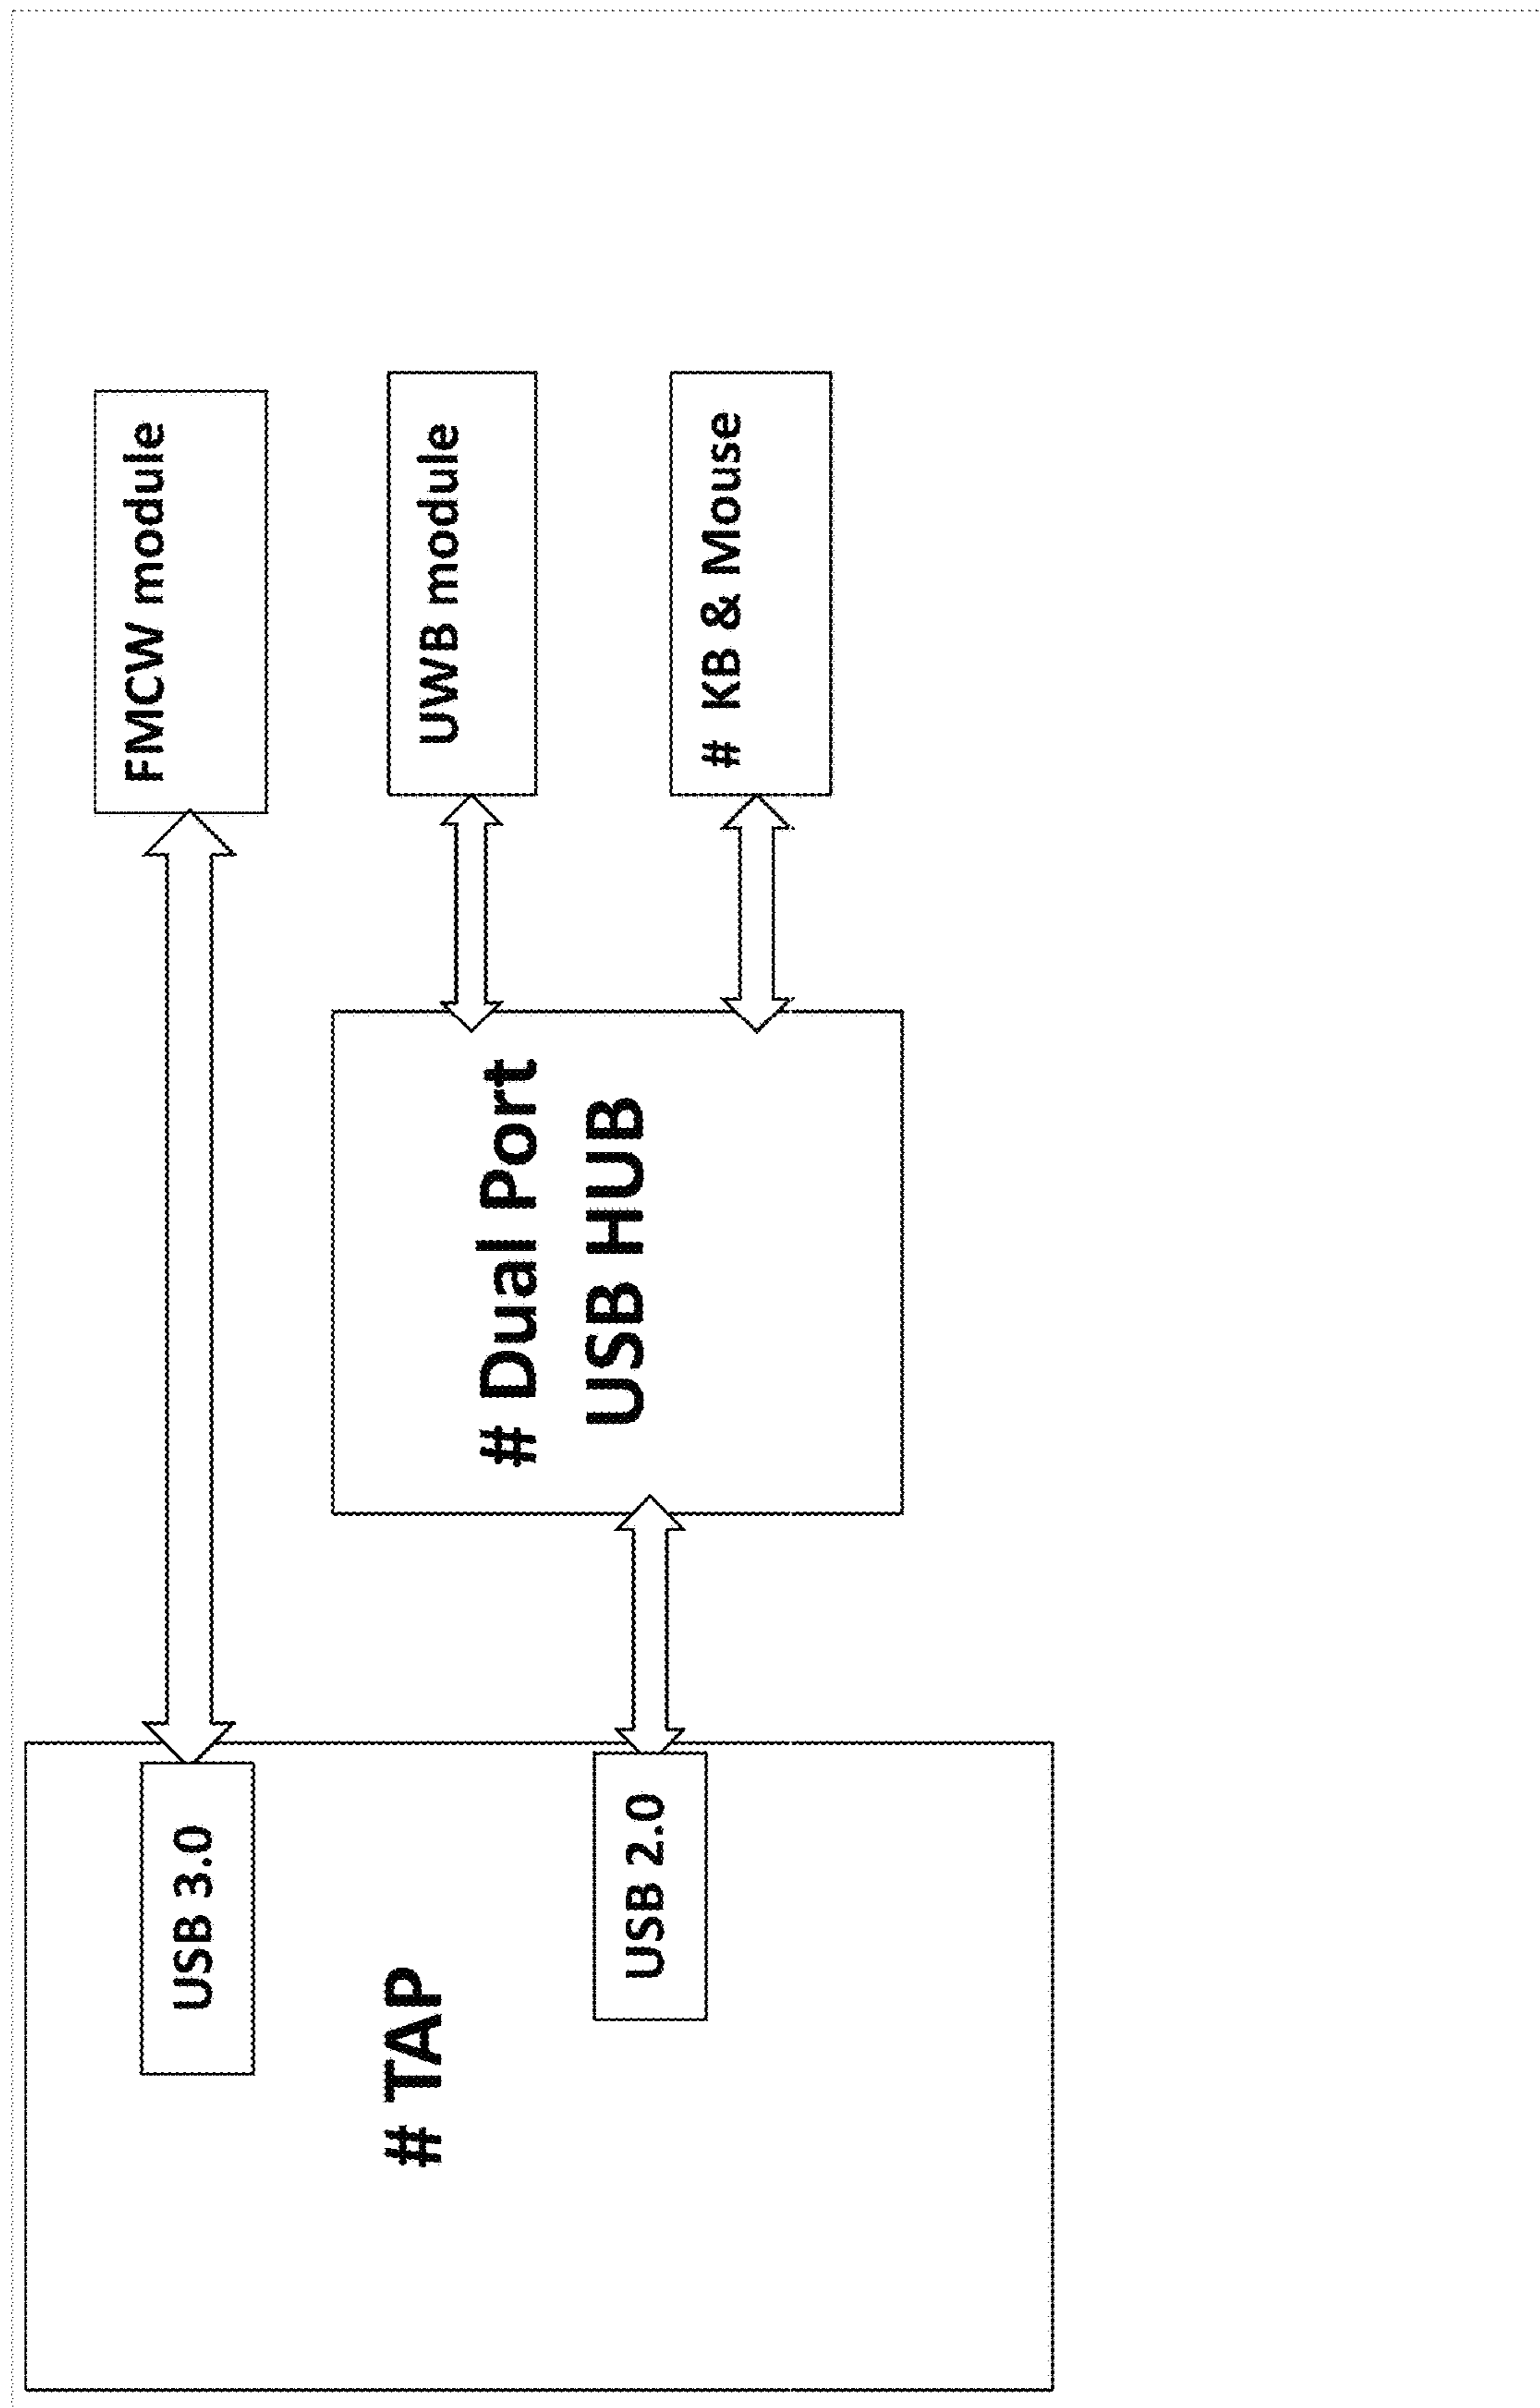 USB 3.0
FMCW module
# TAP
# Dual Port
USB HUB
UWB module
USB 2.0
# KB & Mouse